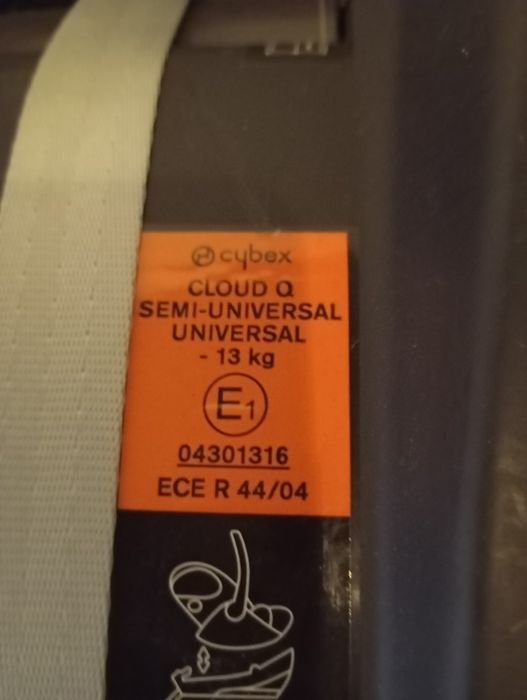 cybex
CLOUD Q
SEMI-UNIVERSAL
UNIVERSAL
- 13 kg
E1
04301316
ECE R 44/04